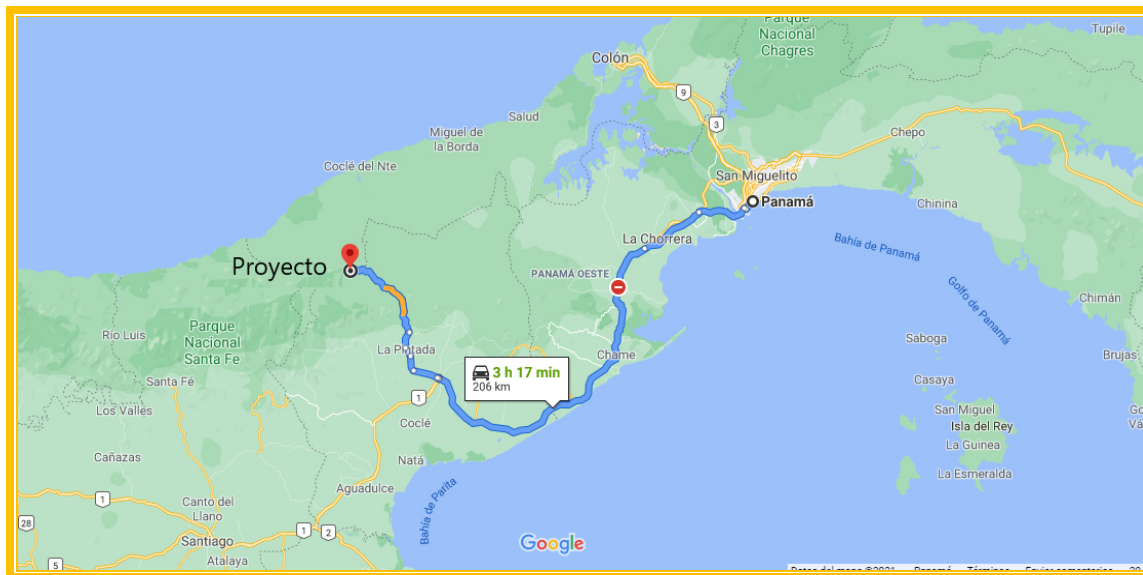 Parque
Nacional
Chagres
Tupile
Colón
9
3
Salud
Miguel de
la Borda
Chepo
Coclé del Nte
San Miguelito
Panamá
Chinina
La Chorrera
Bahía de Panamá
Proyecto
PANAMÁ OESTE
Golfo de Panamá
Chimán
Río Luis
Parque
Nacional
Santa Fe
La Pintada
Chame
Saboga
Brujas
3 h 17 min
206 km
Santa Fé
Casaya
1
Los Valles
Coclé
San Miguel
Isla del Rey
La Guinea
Cañazas
Natá
La Esmeralda
Aguadulce
Bahía de Parita
1
Canto del
Llano
28
1
2
Santiago
Google
Atalaya
5